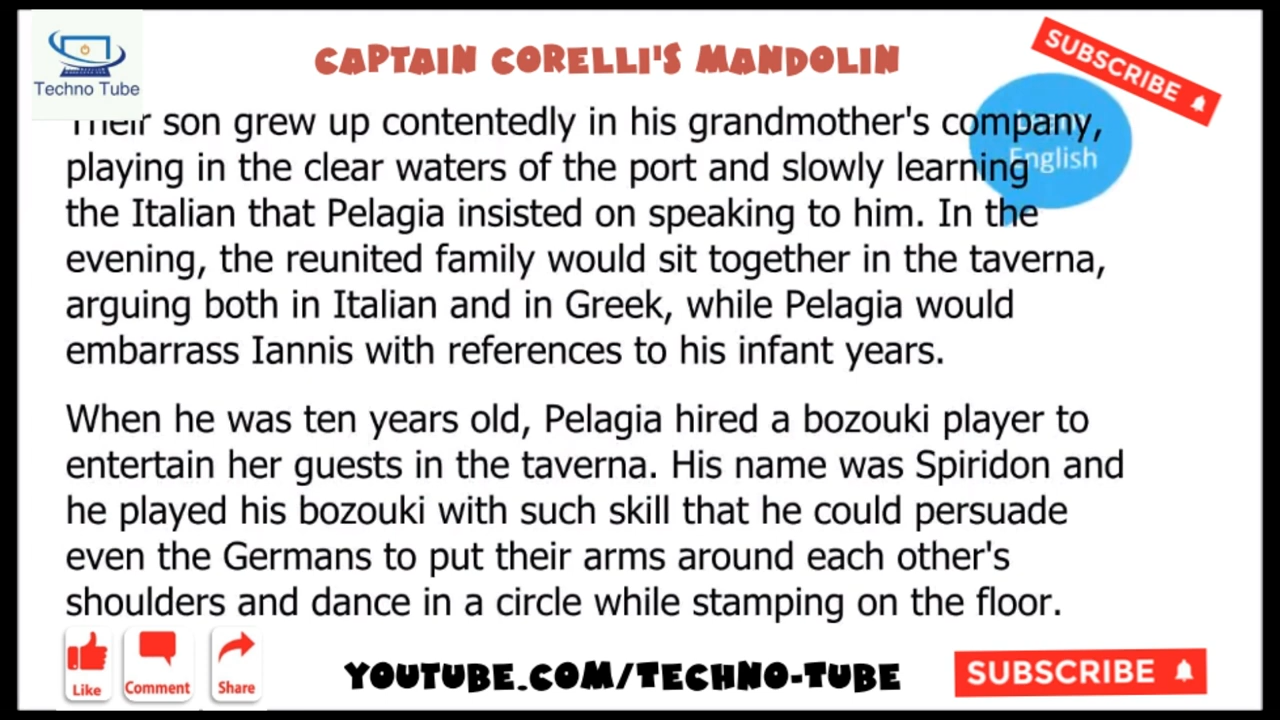 Techno Tube
CAPTAIN CORELLI'S MANDOLIN
SUBSCRIBE
Their son grew up contentedly in his grandmother's company,
playing in the clear waters of the port and slowly learning
English
the Italian that Pelagia insisted on speaking to him. In the
evening, the reunited family would sit together in the taverna,
arguing both in Italian and in Greek, while Pelagia would
embarrass Iannis with references to his infant years.
When he was ten years old, Pelagia hired a bozouki player to
entertain her guests in the taverna. His name was Spiridon and
he played his bozouki with such skill that he could persuade
even the Germans to put their arms around each other's
shoulders and dance in a circle while stamping on the floor.
Like
Comment
Share
YOUTUBE.COM/TECHNO-TUBE
SUBSCRIBE